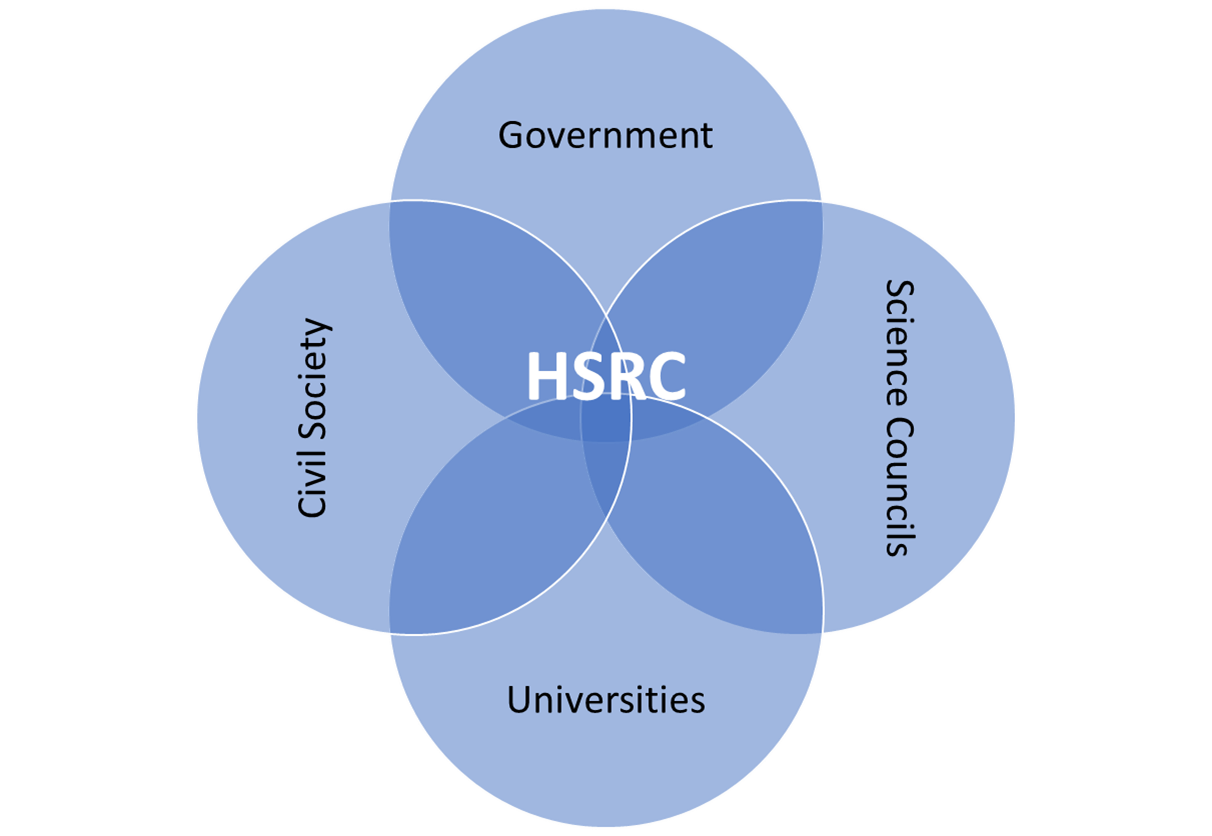 Government
Civil Society
HSRC
Science Councils
Universities